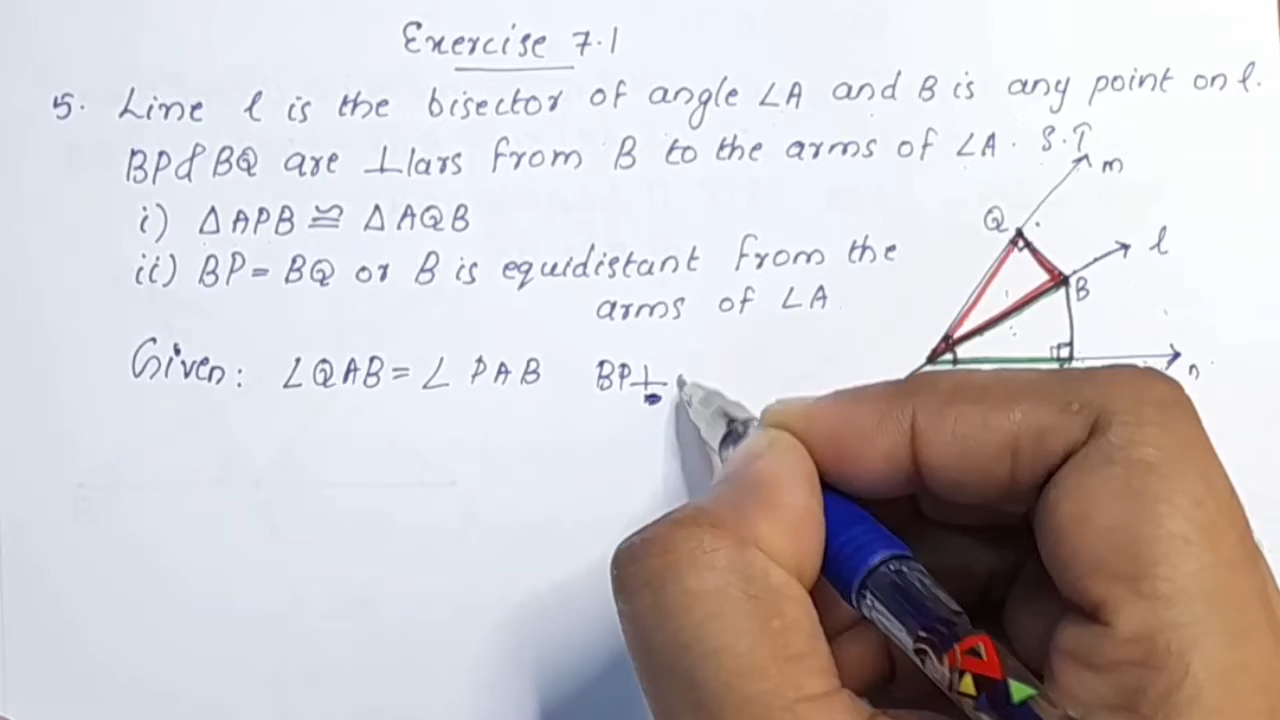 Exercise 7.1
5. Line l is the bisector of angle ∠A and B is any point on l.
BP & BQ are ⊥lars from B to the arms of ∠A. S.T
i) △APB ≅ △AQB
ii) BP = BQ or B is equidistant from the
arms of ∠A
Given: ∠QAB = ∠PAB BP⊥
m
Q
l
B
n